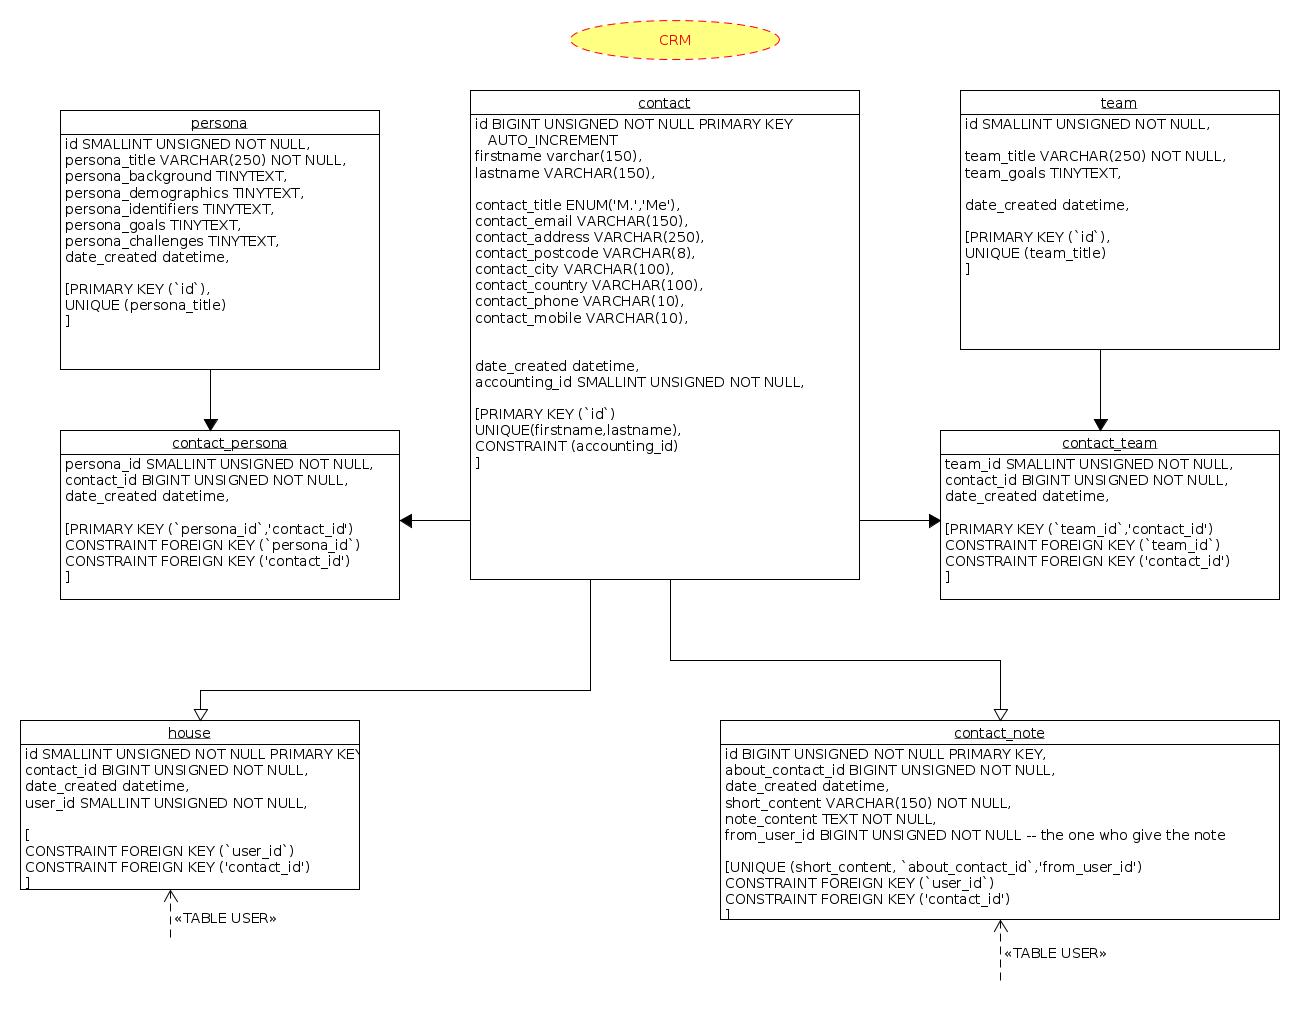 CRM
persona
id SMALLINT UNSIGNED NOT NULL,
persona_title VARCHAR(250) NOT NULL,
persona_background TINYTEXT,
persona_demographics TINYTEXT,
persona_identifiers TINYTEXT,
persona_goals TINYTEXT,
persona_challenges TINYTEXT,
date_created datetime,
[PRIMARY KEY (`id`),
UNIQUE (persona_title)
]
contact
id BIGINT UNSIGNED NOT NULL PRIMARY KEY
AUTO_INCREMENT
firstname varchar(150),
lastname VARCHAR(150),
contact_title ENUM('M.','Me'),
contact_email VARCHAR(150),
contact_address VARCHAR(250),
contact_postcode VARCHAR(8),
contact_city VARCHAR(100),
contact_country VARCHAR(100),
contact_phone VARCHAR(10),
contact_mobile VARCHAR(10),
date_created datetime,
accounting_id SMALLINT UNSIGNED NOT NULL,
[PRIMARY KEY (`id`)
UNIQUE(firstname,lastname),
CONSTRAINT (accounting_id)
]
team
id SMALLINT UNSIGNED NOT NULL,
team_title VARCHAR(250) NOT NULL,
team_goals TINYTEXT,
date_created datetime,
[PRIMARY KEY (`id`),
UNIQUE (team_title)
]
contact_persona
persona_id SMALLINT UNSIGNED NOT NULL,
contact_id BIGINT UNSIGNED NOT NULL,
date_created datetime,
[PRIMARY KEY (`persona_id`,'contact_id')
CONSTRAINT FOREIGN KEY (`persona_id`)
CONSTRAINT FOREIGN KEY ('contact_id')
]
contact_team
team_id SMALLINT UNSIGNED NOT NULL,
contact_id BIGINT UNSIGNED NOT NULL,
date_created datetime,
[PRIMARY KEY (`team_id`,'contact_id')
CONSTRAINT FOREIGN KEY (`team_id`)
CONSTRAINT FOREIGN KEY ('contact_id')
]
house
id SMALLINT UNSIGNED NOT NULL PRIMARY KEY
contact_id BIGINT UNSIGNED NOT NULL,
date_created datetime,
user_id SMALLINT UNSIGNED NOT NULL,
[
CONSTRAINT FOREIGN KEY (`user_id`)
CONSTRAINT FOREIGN KEY ('contact_id')
]
«TABLE USER»
contact_note
id BIGINT UNSIGNED NOT NULL PRIMARY KEY,
about_contact_id BIGINT UNSIGNED NOT NULL,
date_created datetime,
short_content VARCHAR(150) NOT NULL,
note_content TEXT NOT NULL,
from_user_id BIGINT UNSIGNED NOT NULL -- the one who give the note
[UNIQUE (short_content, `about_contact_id`,'from_user_id')
CONSTRAINT FOREIGN KEY (`user_id`)
CONSTRAINT FOREIGN KEY ('contact_id')
]
«TABLE USER»